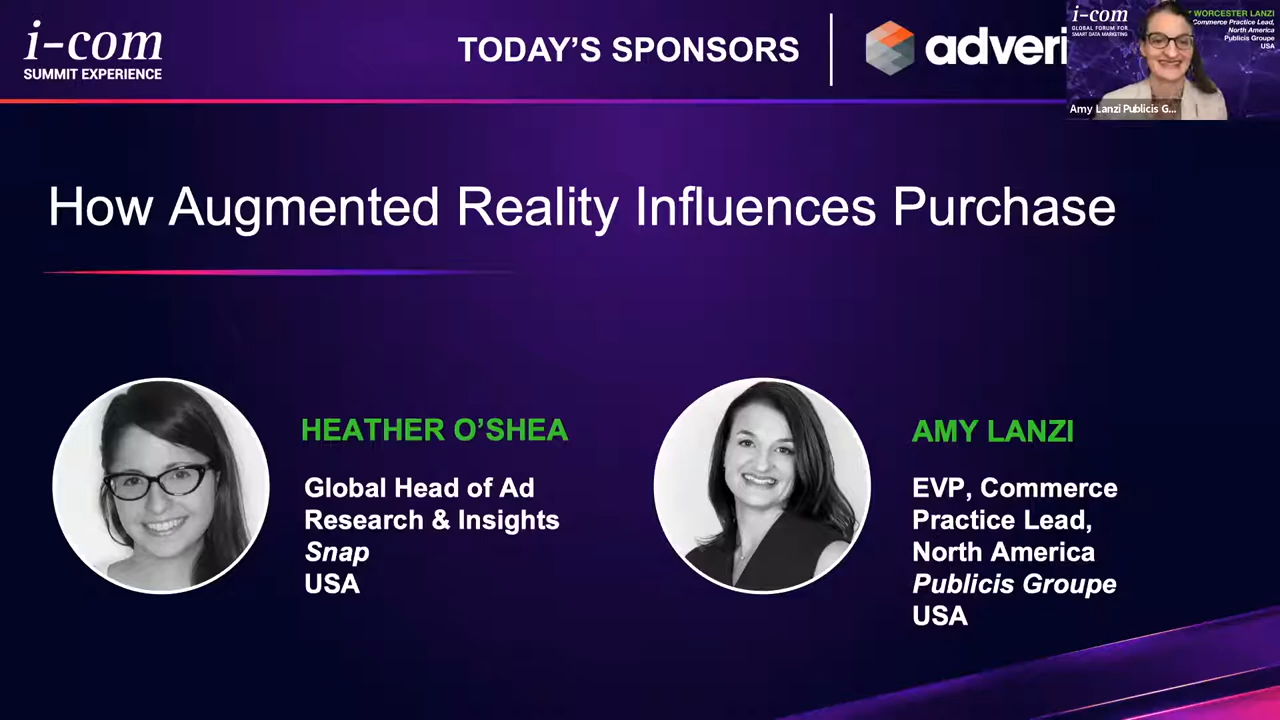 i-com
SUMMIT EXPERIENCE
TODAY'S SPONSORS
i-com
GLOBAL FORUM FOR
SMART DATA MARKETING
WORCESTER LANZI
Commerce Practice Lead,
North America
Publicis Groupe
USA
Amy Lanzi Publicis G...
How Augmented Reality Influences Purchase
HEATHER O'SHEA
Global Head of Ad
Research & Insights
Snap
USA
AMY LANZI
EVP, Commerce
Practice Lead,
North America
Publicis Groupe
USA